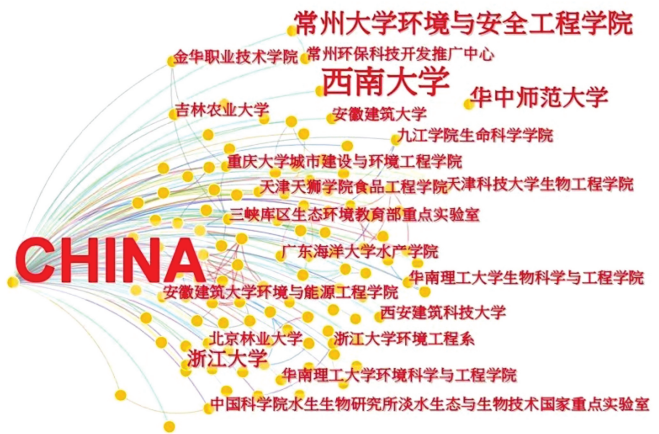 常州大学环境与安全工程学院
金华职业技术学院
常州环保科技开发推广中心
西南大学
华中师范大学
吉林农业大学
安徽建筑大学
九江学院生命科学学院
重庆大学城市建设与环境工程学院
天津天狮学院食品工程学院
天津科技大学生物工程学院
三峡库区生态环境教育部重点实验室
CHINA
广东海洋大学水产学院
华南理工大学生物科学与工程学院
安徽建筑大学环境与能源工程学院
西安建筑科技大学
北京林业大学
浙江大学环境工程系
浙江大学
华南理工大学环境科学与工程学院
中国科学院水生生物研究所淡水生态与生物技术国家重点实验室